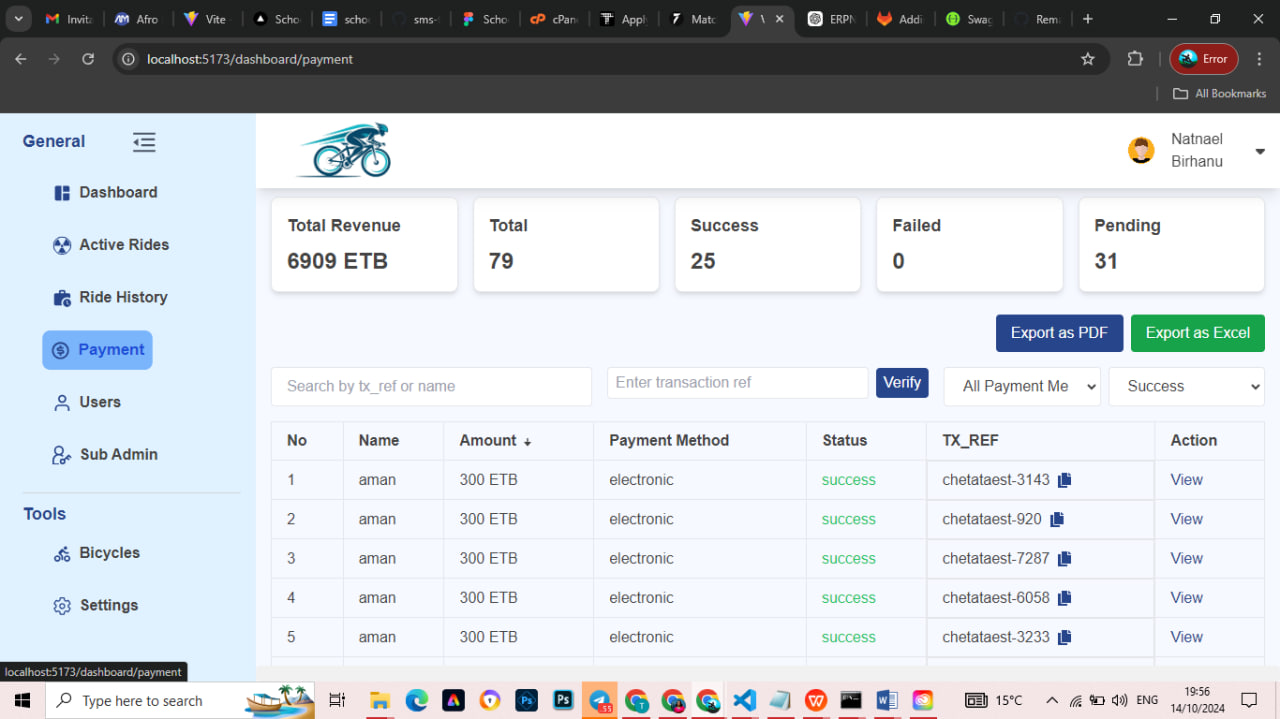 Invita
Afro
Vite
Scho
scho
sms-
Scho
cPan
Appl
Matc
ERPN
Addi
Swag
Rem
localhost:5173/dashboard/payment
Error
All Bookmarks
General
Dashboard
Active Rides
Ride History
Payment
Users
Sub Admin
Tools
Bicycles
Settings
Natnael
Birhanu
Total Revenue
6909 ETB
Total
79
Success
25
Failed
0
Pending
31
Export as PDF
Export as Excel
Search by tx_ref or name
Enter transaction ref
Verify
All Payment Me
Success
No Name Amount Payment Method Status TX_REF Action
1 aman 300 ETB electronic success chetataest-3143 View
2 aman 300 ETB electronic success chetataest-920 View
3 aman 300 ETB electronic success chetataest-7287 View
4 aman 300 ETB electronic success chetataest-6058 View
5 aman 300 ETB electronic success chetataest-3233 View
localhost:5173/dashboard/payment
Type here to search
15°C
ENG
19:56
14/10/2024